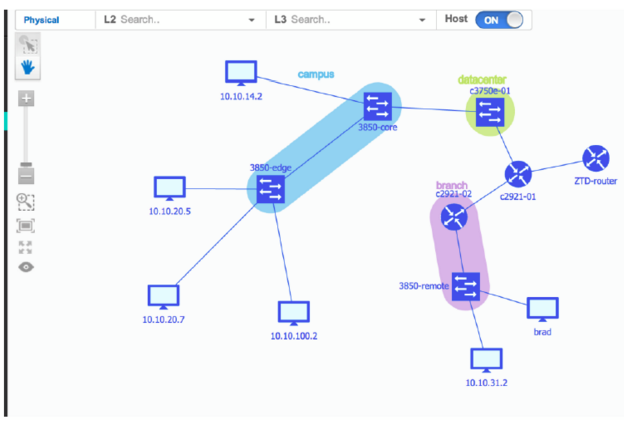 Physical
L2 Search..
L3 Search..
Host
ON
campus
datacenter
c3750e-01
10.10.14.2
3850-core
3850-edge
ZTD-router
branch
c2921-02
c2921-01
10.10.20.5
3850-remote
10.10.20.7
10.10.100.2
brad
10.10.31.2